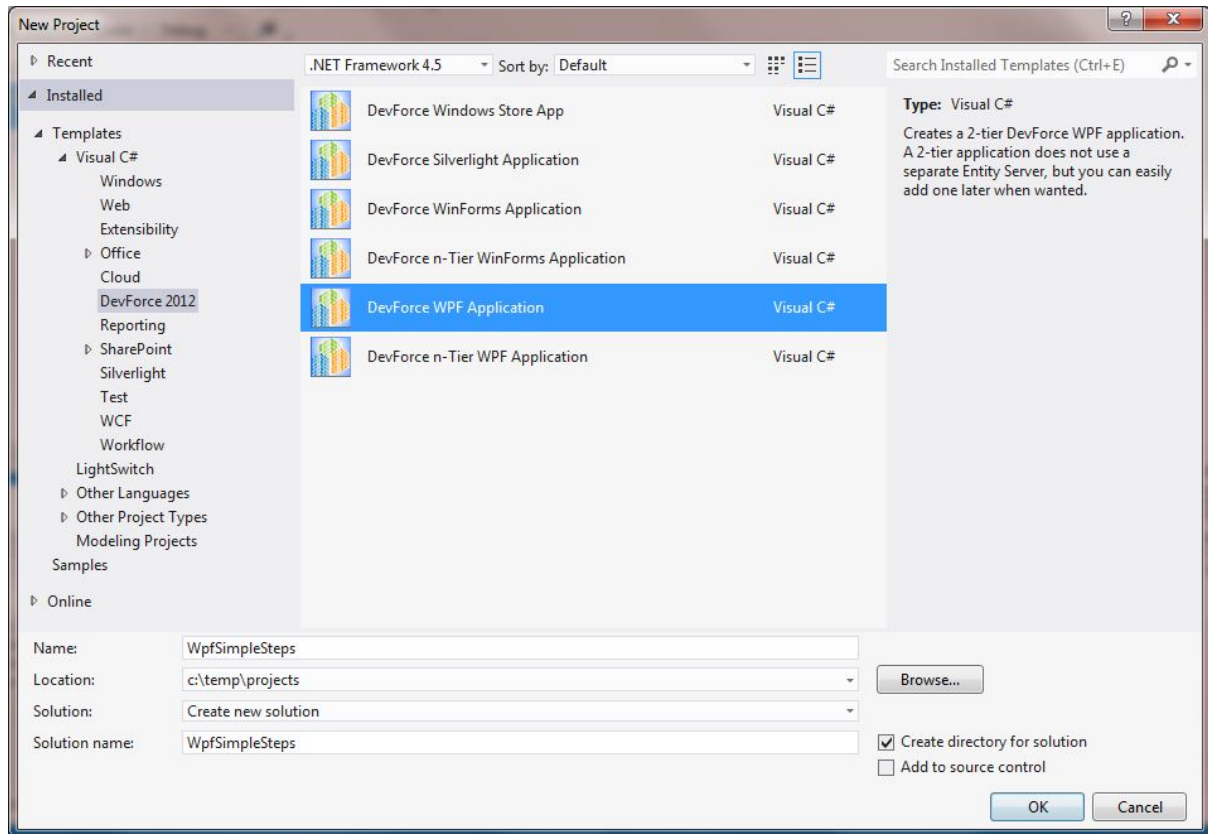 New Project
Recent
Installed
Templates
Visual C#
Windows
Web
Extensibility
Office
Cloud
DevForce 2012
Reporting
SharePoint
Silverlight
Test
WCF
Workflow
LightSwitch
Other Languages
Other Project Types
Modeling Projects
Samples
Online
.NET Framework 4.5 Sort by: Default
DevForce Windows Store App Visual C#
DevForce Silverlight Application Visual C#
DevForce WinForms Application Visual C#
DevForce n-Tier WinForms Application Visual C#
DevForce WPF Application Visual C#
DevForce n-Tier WPF Application Visual C#
Search Installed Templates (Ctrl+E)
Type: Visual C#
Creates a 2-tier DevForce WPF application.
A 2-tier application does not use a
separate Entity Server, but you can easily
add one later when wanted.
Name: WpfSimpleSteps
Location: c:\temp\projects
Browse...
Solution: Create new solution
Solution name: WpfSimpleSteps
Create directory for solution
Add to source control
OK Cancel